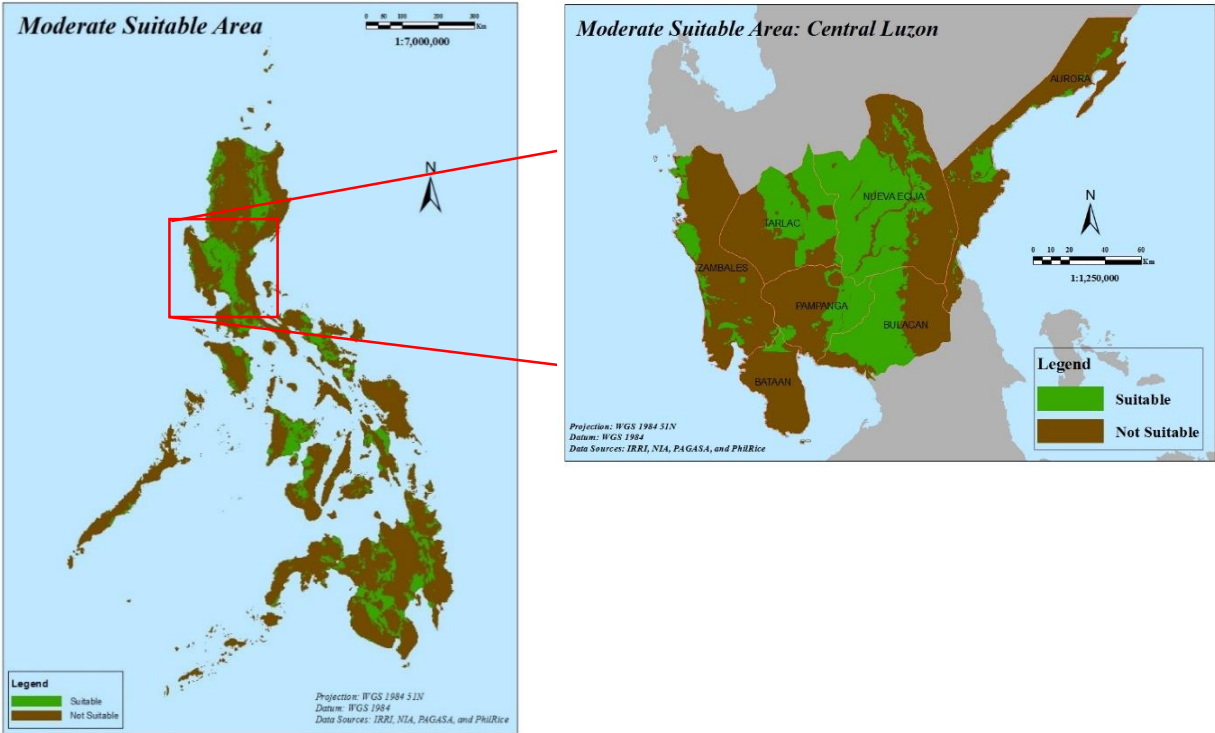 Moderate Suitable Area
0 50 100 200 300
Km
1:7,000,000
N
Legend
Suitable
Not Suitable
Projection: WGS 1984 51N
Datum: WGS 1984
Data Sources: IRRI, NIA, PAGASA, and PhilRice
Moderate Suitable Area: Central Luzon
AURORA
NUEVA ECIJA
TARLAC
ZAMBALES
PAMPANGA
BULACAN
BATAAN
N
0 10 20 40 60
Km
1:1,250,000
Legend
Suitable
Not Suitable
Projection: WGS 1984 51N
Datum: WGS 1984
Data Sources: IRRI, NIA, PAGASA, and PhilRice